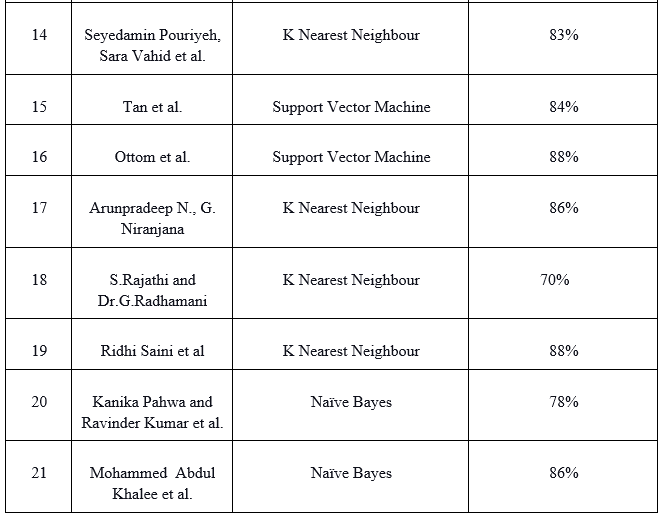 14 Seyedamin Pouriyeh, K Nearest Neighbour 83%
Sara Vahid et al.
15 Tan et al. Support Vector Machine 84%
16 Ottom et al. Support Vector Machine 88%
17 Arunpradeep N., G. K Nearest Neighbour 86%
Niranjana
18 S.Rajathi and K Nearest Neighbour 70%
Dr.G.Radhamani
19 Ridhi Saini et al K Nearest Neighbour 88%
20 Kanika Pahwa and Naïve Bayes 78%
Ravinder Kumar et al.
21 Mohammed Abdul Naïve Bayes 86%
Khalee et al.